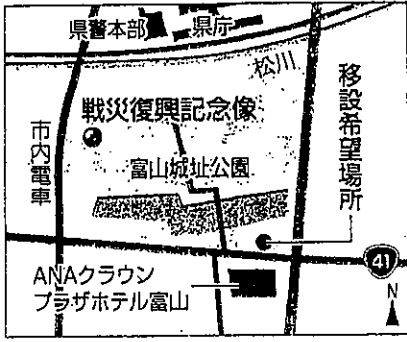 県警本部
県庁
松川
移設希望場所
戦災復興記念像
市内電車
富山城址公園
41
ANAクラウン
プラザホテル富山
N